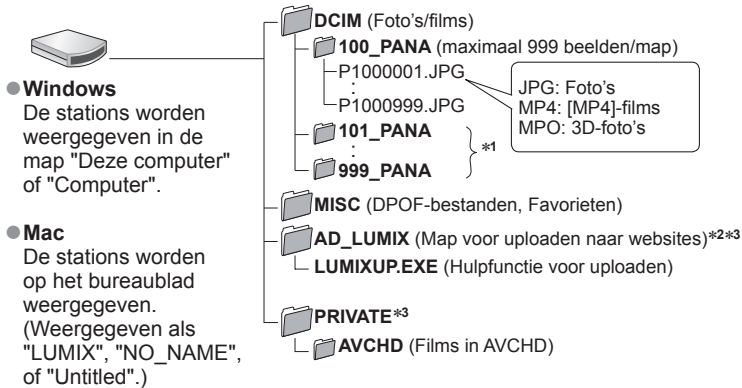 ● Windows
De stations worden
weergegeven in de
map "Deze computer"
of "Computer".
● Mac
De stations worden
op het bureaublad
weergegeven.
(Weergegeven als
"LUMIX", "NO_NAME",
of "Untitled".)
DCIM (Foto's/films)
100_PANA (maximaal 999 beelden/map)
P1000001.JPG
:
P1000999.JPG
JPG: Foto's
MP4: [MP4]-films
MPO: 3D-foto's
101_PANA
:
999_PANA
*1
MISC (DPOF-bestanden, Favorieten)
AD_LUMIX (Map voor uploaden naar websites)*2*3
LUMIXUP.EXE (Hulpfunctie voor uploaden)
PRIVATE*3
AVCHD (Films in AVCHD)